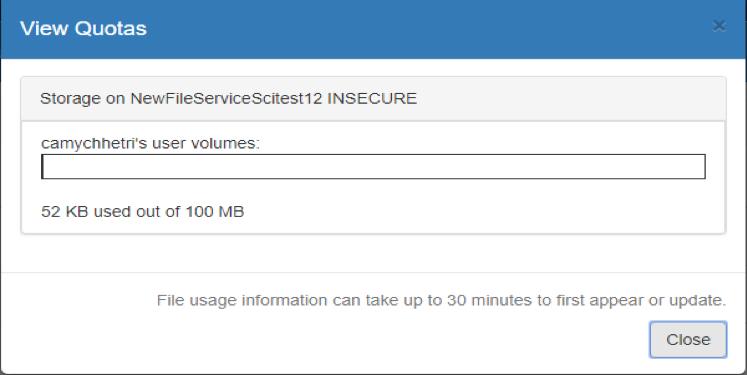 View Quotas ×
Storage on NewFileServiceScitest12 INSECURE
camychhetri's user volumes:
52 KB used out of 100 MB
File usage information can take up to 30 minutes to first appear or update.
Close